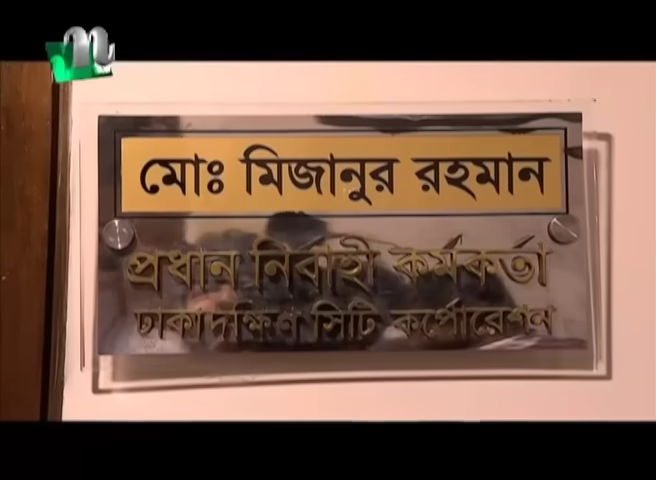 মোঃ মিজানুর রহমান
প্রধান নির্বাহী কর্মকর্তা
ঢাকা দক্ষিণ সিটি কর্পোরেশন